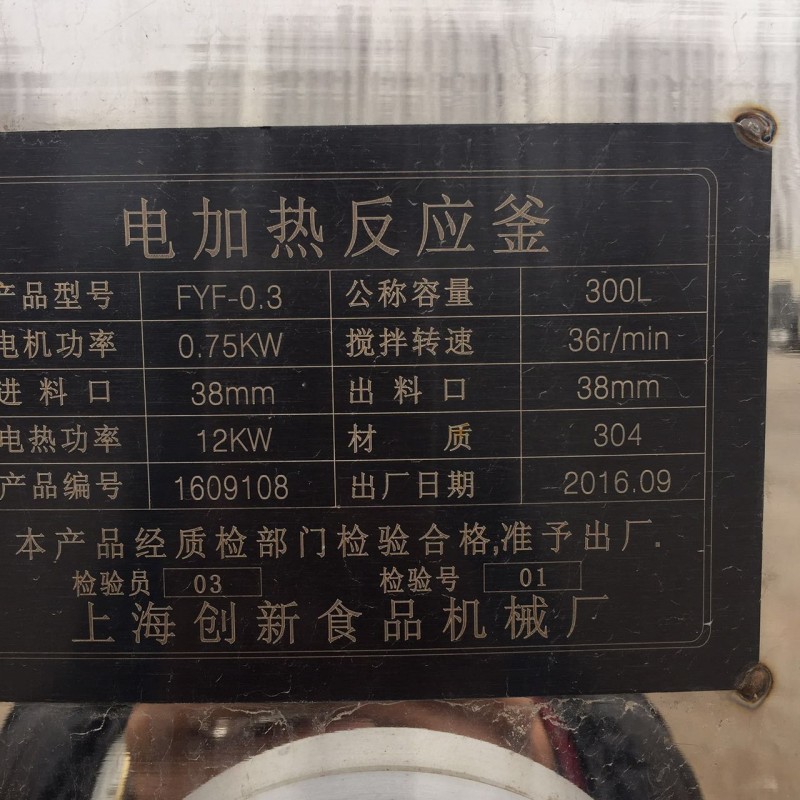 电加热反应釜
产品型号 FYF-0.3 公称容量 300L
电机功率 0.75KW 搅拌转速 36r/min
进料口 38mm 出料口 38mm
电热功率 12KW 材质 304
产品编号 1609108 出厂日期 2016.09
本产品经质检部门检验合格,准予出厂.
检验员 03 检验号 01
上海创新食品机械厂